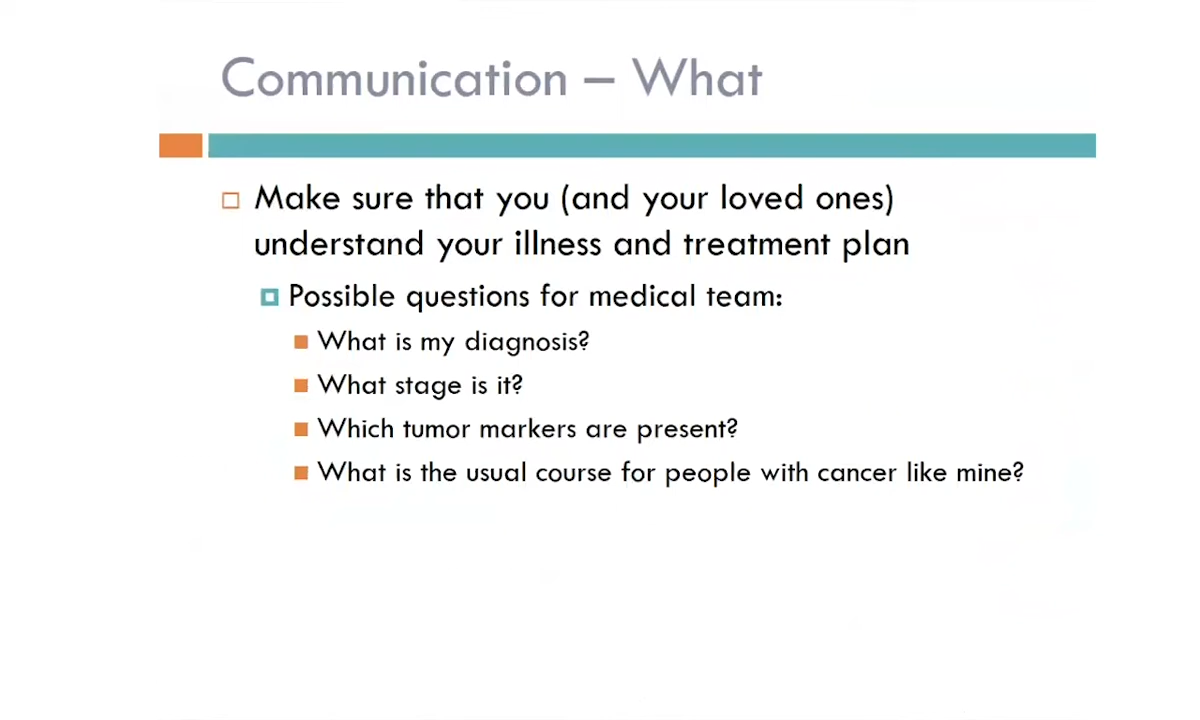 Communication – What
Make sure that you (and your loved ones)
understand your illness and treatment plan
Possible questions for medical team:
What is my diagnosis?
What stage is it?
Which tumor markers are present?
What is the usual course for people with cancer like mine?